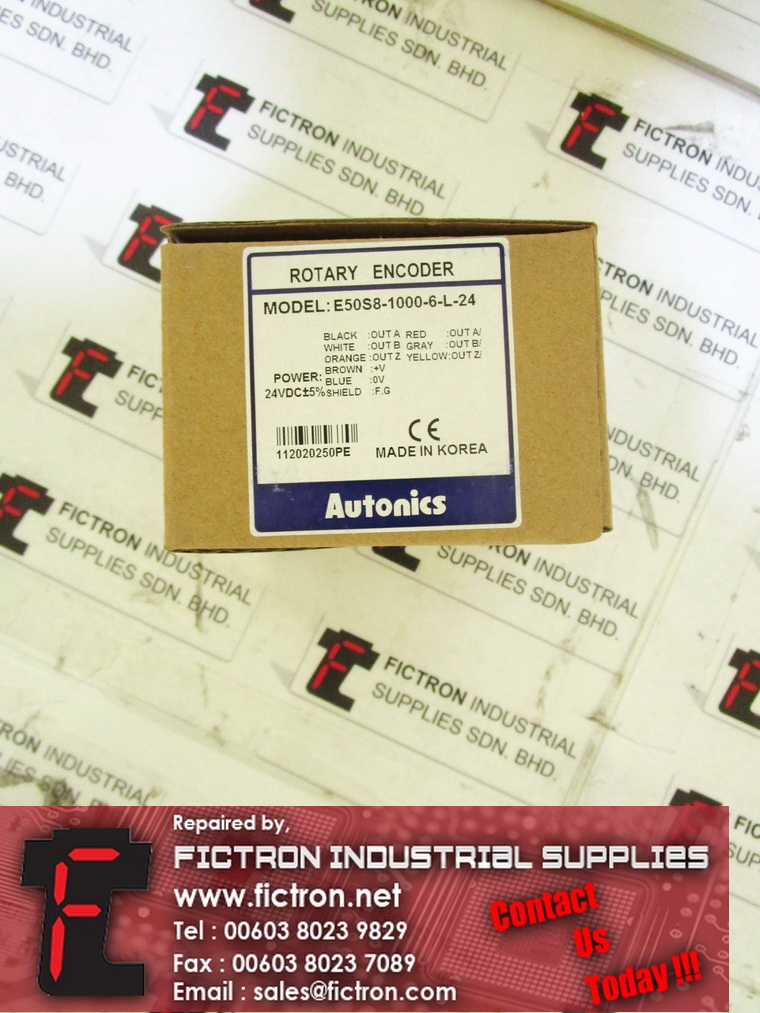 FICTRON INDUSTRIAL
SUPPLIES SDN. BHD.
FICTRON INDUSTRIAL
SUPPLIES SDN. BHD.
ROTARY ENCODER
MODEL: E50S8-1000-6-L-24
BLACK :OUT A RED :OUT A/
WHITE :OUT B GRAY :OUT B/
ORANGE :OUT Z YELLOW:OUT Z/
POWER: BROWN :+V
BLUE :0V
24VDC±5% SHIELD :F.G
CE
112020250PE MADE IN KOREA
Autonics
FICTRON INDUSTRIAL
SUPPLIES SDN. BHD.
FICTRON INDUSTRIAL
SUPPLIES SDN. BHD.
Repaired by,
FICTRON INDUSTRIAL SUPPLIES
www.fictron.net
Tel : 00603 8023 9829
Fax : 00603 8023 7089
Email : sales@fictron.com
Contact
Us
Today !!!